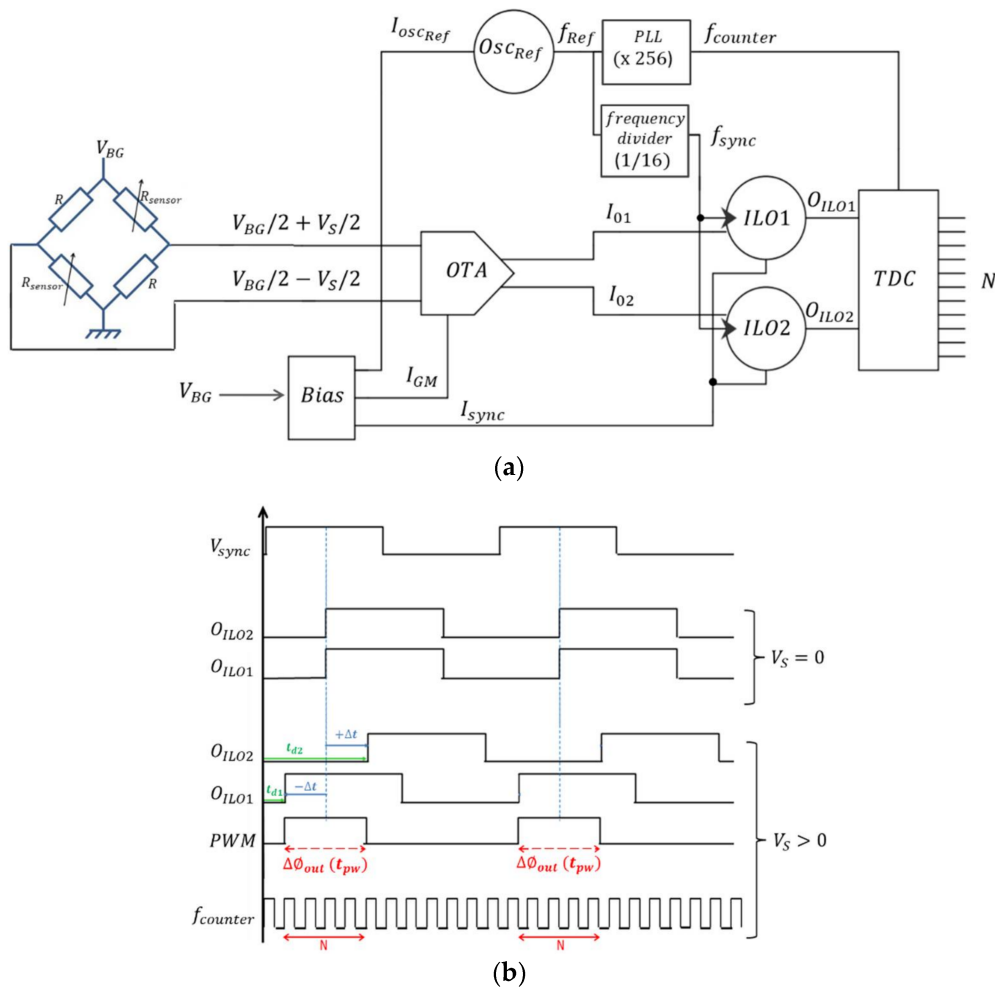 I_oscRef
Osc_Ref
f_Ref
PLL
(x 256)
f_counter
frequency
divider
(1/16)
f_sync
V_BG
R
R_sensor
R_sensor
R
V_BG/2 + V_S/2
V_BG/2 − V_S/2
OTA
I_01
I_02
ILO1
ILO2
O_ILO1
O_ILO2
TDC
N
V_BG
Bias
I_GM
I_sync
(a)
V_sync
O_ILO2
O_ILO1
V_S = 0
O_ILO2
t_d2
+Δt
O_ILO1
t_d1
−Δt
PWM
ΔØ_out (t_pw)
ΔØ_out (t_pw)
V_S > 0
f_counter
N
N
(b)